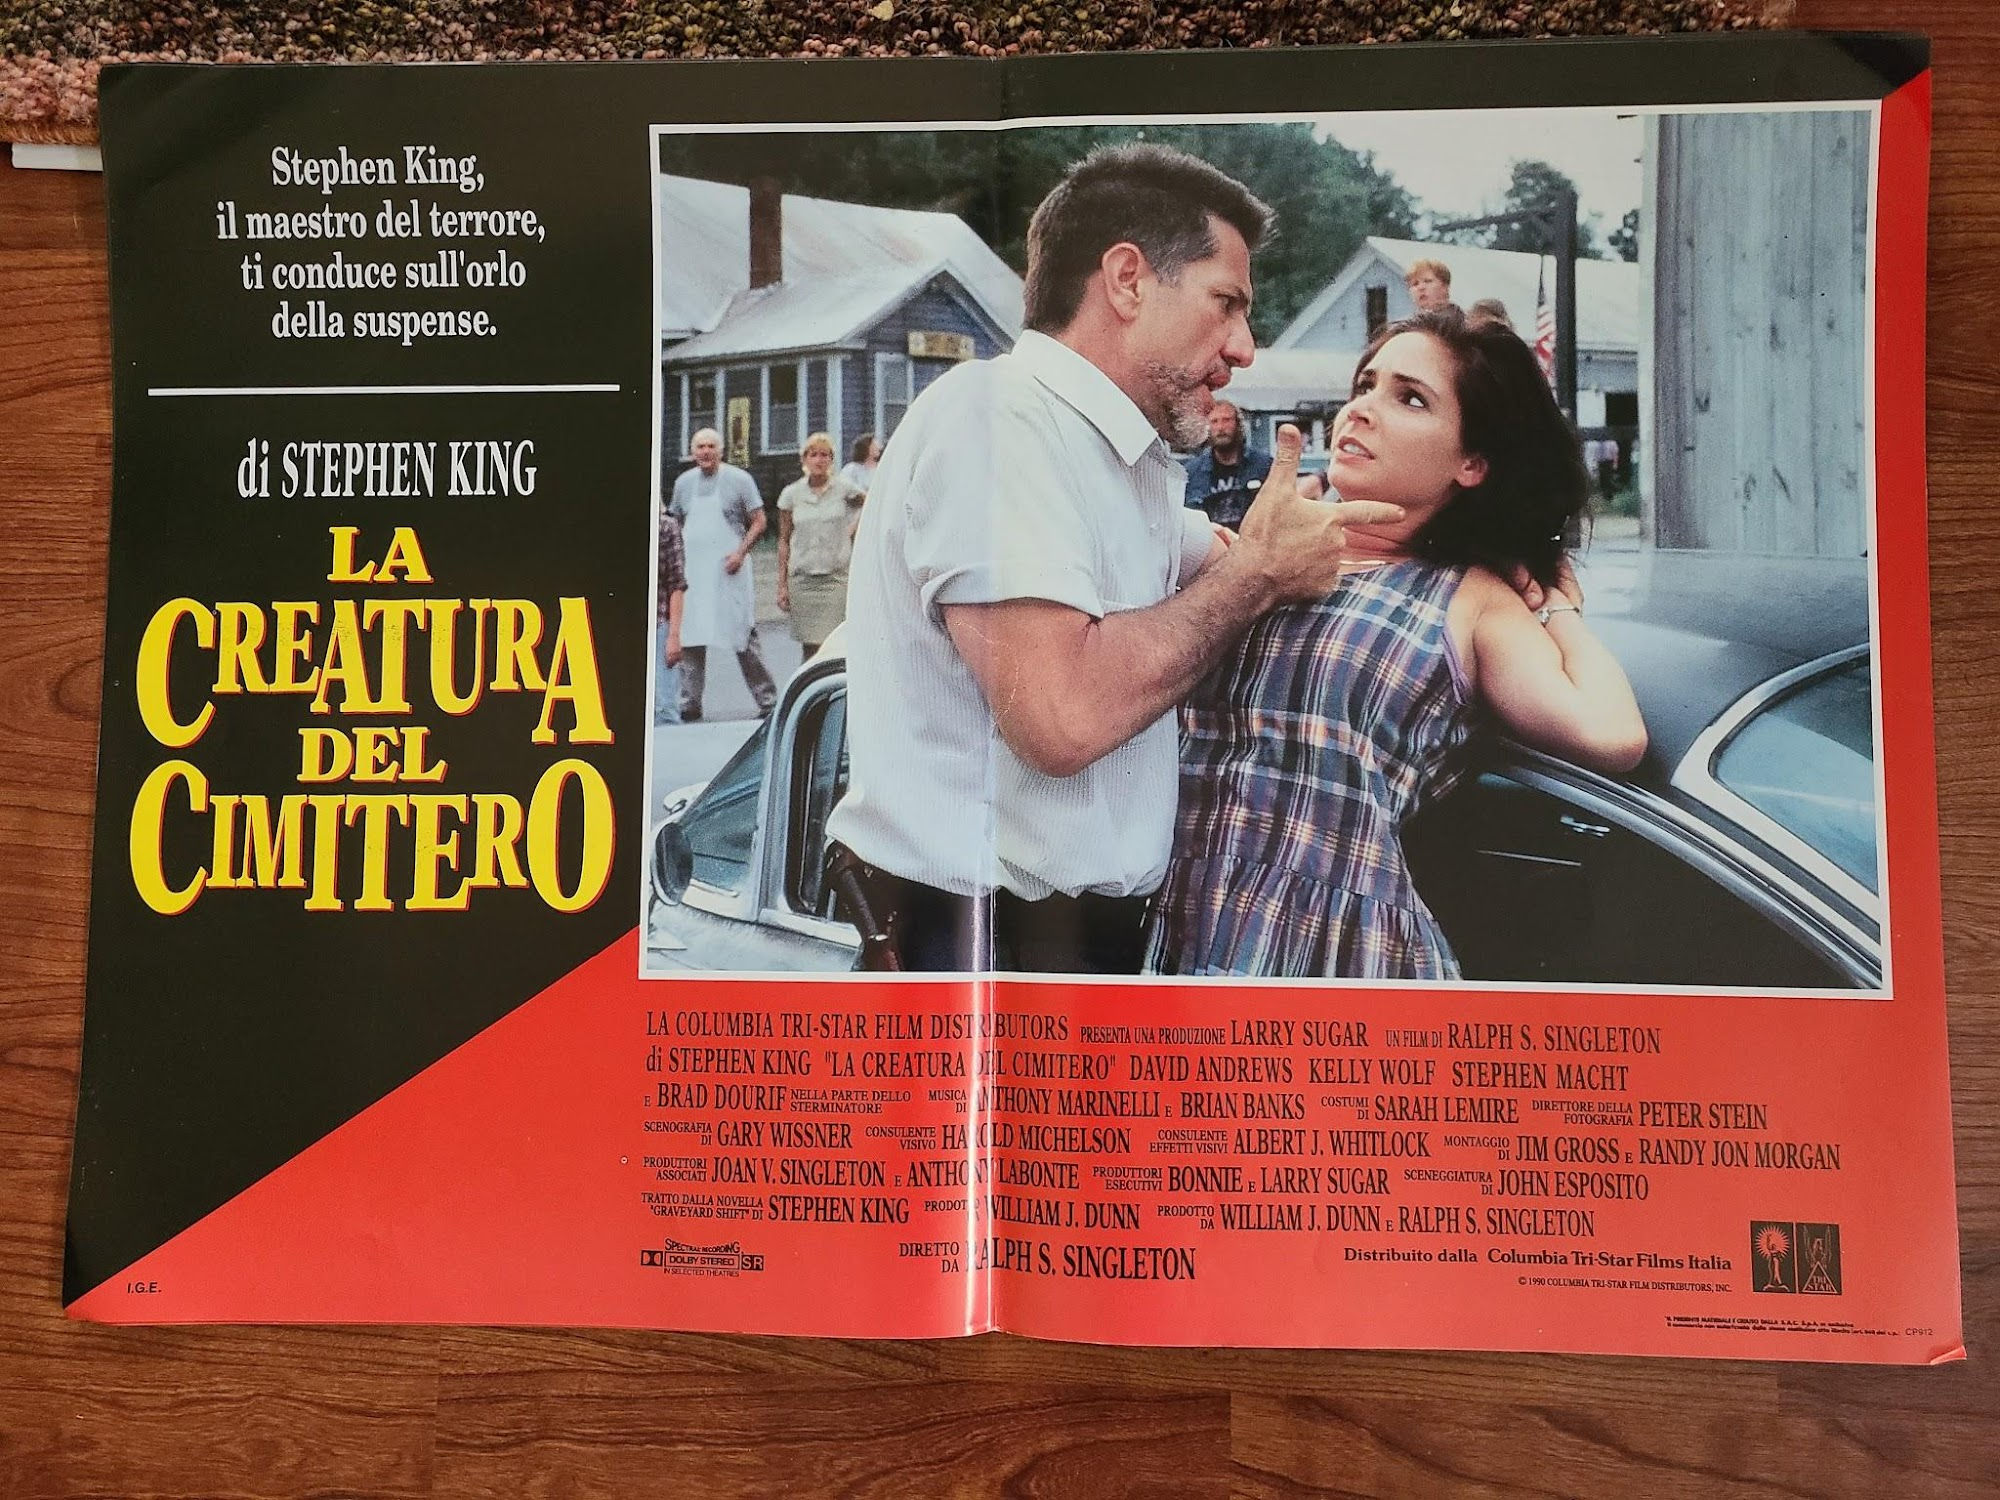 Stephen King,
il maestro del terrore,
ti conduce sull'orlo
della suspense.
di STEPHEN KING
LA
CREATURA
DEL
CIMITERO
LA COLUMBIA TRI-STAR FILM DISTRIBUTORS PRESENTA UNA PRODUZIONE LARRY SUGAR UN FILM DI RALPH S. SINGLETON
di STEPHEN KING "LA CREATURA DEL CIMITERO" DAVID ANDREWS KELLY WOLF STEPHEN MACHT
E BRAD DOURIF NELLA PARTE DELLO STERMINATORE MUSICA DI ANTHONY MARINELLI E BRIAN BANKS COSTUMI DI SARAH LEMIRE DIRETTORE DELLA FOTOGRAFIA PETER STEIN
SCENOGRAFIA DI GARY WISSNER CONSULENTE VISIVO HAROLD MICHELSON CONSULENTE EFFETTI VISIVI ALBERT J. WHITLOCK MONTAGGIO DI JIM GROSS E RANDY JON MORGAN
PRODUTTORI ASSOCIATI JOAN V. SINGLETON E ANTHONY LABONTE PRODUTTORI ESECUTIVI BONNIE E LARRY SUGAR SCENEGGIATURA DI JOHN ESPOSITO
TRATTO DALLA NOVELLA "GRAVEYARD SHIFT" DI STEPHEN KING PRODOTTO WILLIAM J. DUNN PRODOTTO DA WILLIAM J. DUNN E RALPH S. SINGLETON
SPECTRAL RECORDING
DOLBY STEREO SR
IN SELECTED THEATRES
DIRETTO DA RALPH S. SINGLETON
Distribuito dalla Columbia Tri-Star Films Italia
© 1990 COLUMBIA TRI-STAR FILM DISTRIBUTORS, INC.
TRI STAR
I.G.E.
CP912